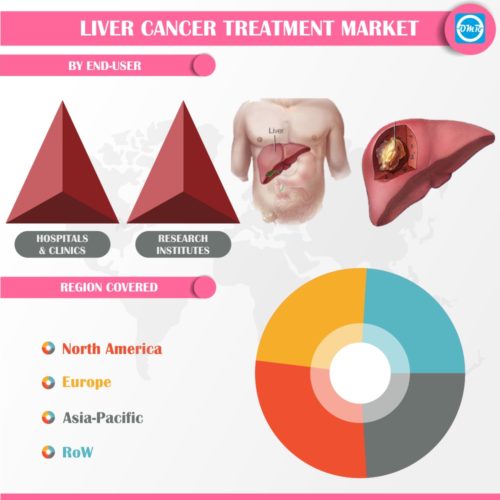 LIVER CANCER TREATMENT MARKET
DMR
BY END-USER
Liver
HOSPITALS
& CLINICS
RESEARCH
INSTITUTES
REGION COVERED
North America
Europe
Asia-Pacific
RoW